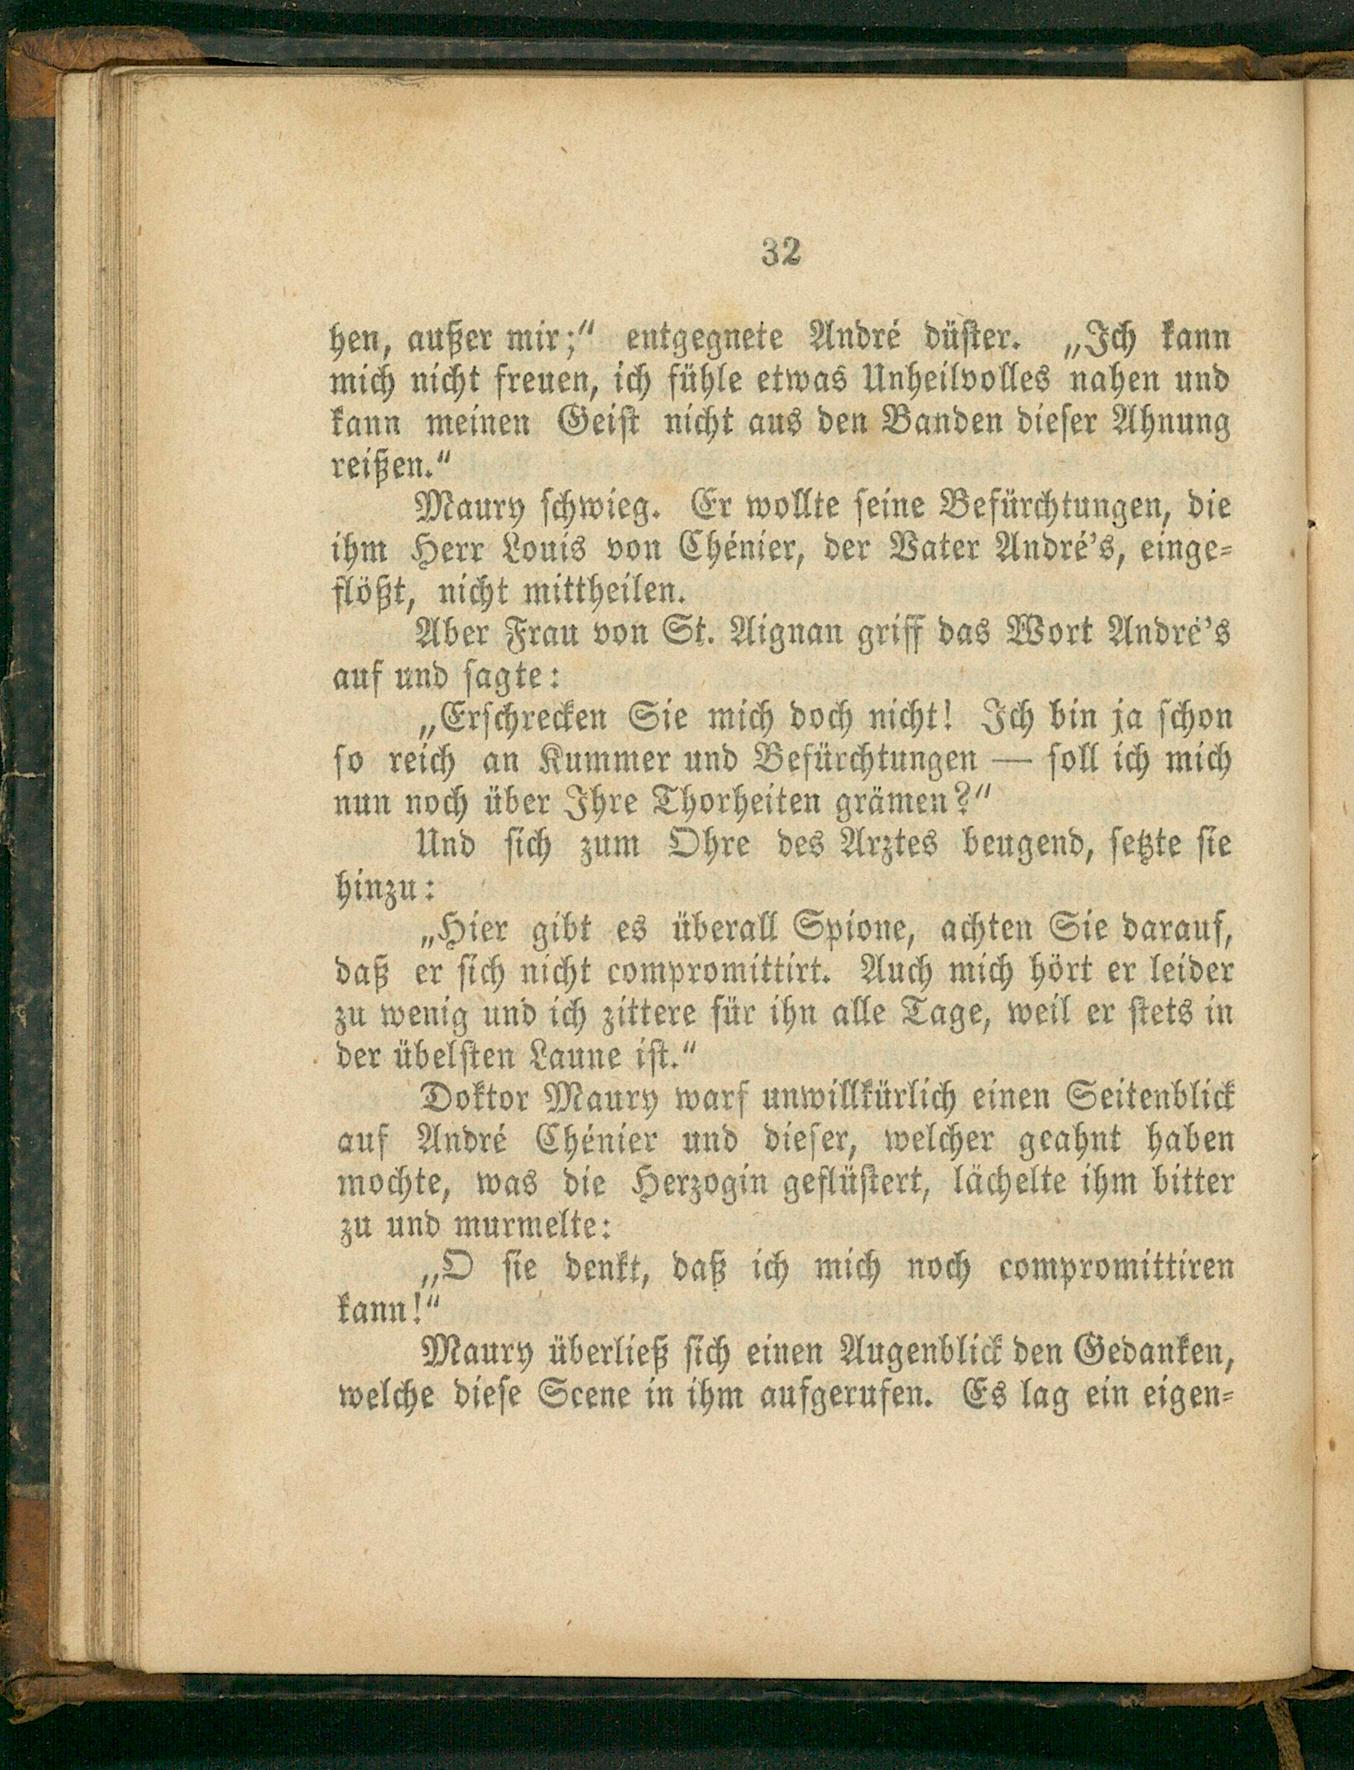 32
hen, außer mir;“ entgegnete André düster. „Ich kann
mich nicht freuen, ich fühle etwas Unheilvolles nahen und
kann meinen Geist nicht aus den Banden dieser Ahnung
reißen.“
Maury schwieg. Er wollte seine Befürchtungen, die
ihm Herr Louis von Chénier, der Vater André's, einge-
flößt, nicht mittheilen.
Aber Frau von St. Aignan griff das Wort André's
auf und sagte:
„Erschrecken Sie mich doch nicht! Ich bin ja schon
so reich an Kummer und Befürchtungen — soll ich mich
nun noch über Ihre Thorheiten grämen?“
Und sich zum Ohre des Arztes beugend, setzte sie
hinzu:
„Hier gibt es überall Spione, achten Sie darauf,
daß er sich nicht compromittirt. Auch mich hört er leider
zu wenig und ich zittere für ihn alle Tage, weil er stets in
der übelsten Laune ist.“
Doktor Maury warf unwillkürlich einen Seitenblick
auf André Chénier und dieser, welcher geahnt haben
mochte, was die Herzogin geflüstert, lächelte ihm bitter
zu und murmelte:
„O sie denkt, daß ich mich noch compromittiren
kann!“
Maury überließ sich einen Augenblick den Gedanken,
welche diese Scene in ihm aufgerufen. Es lag ein eigen-